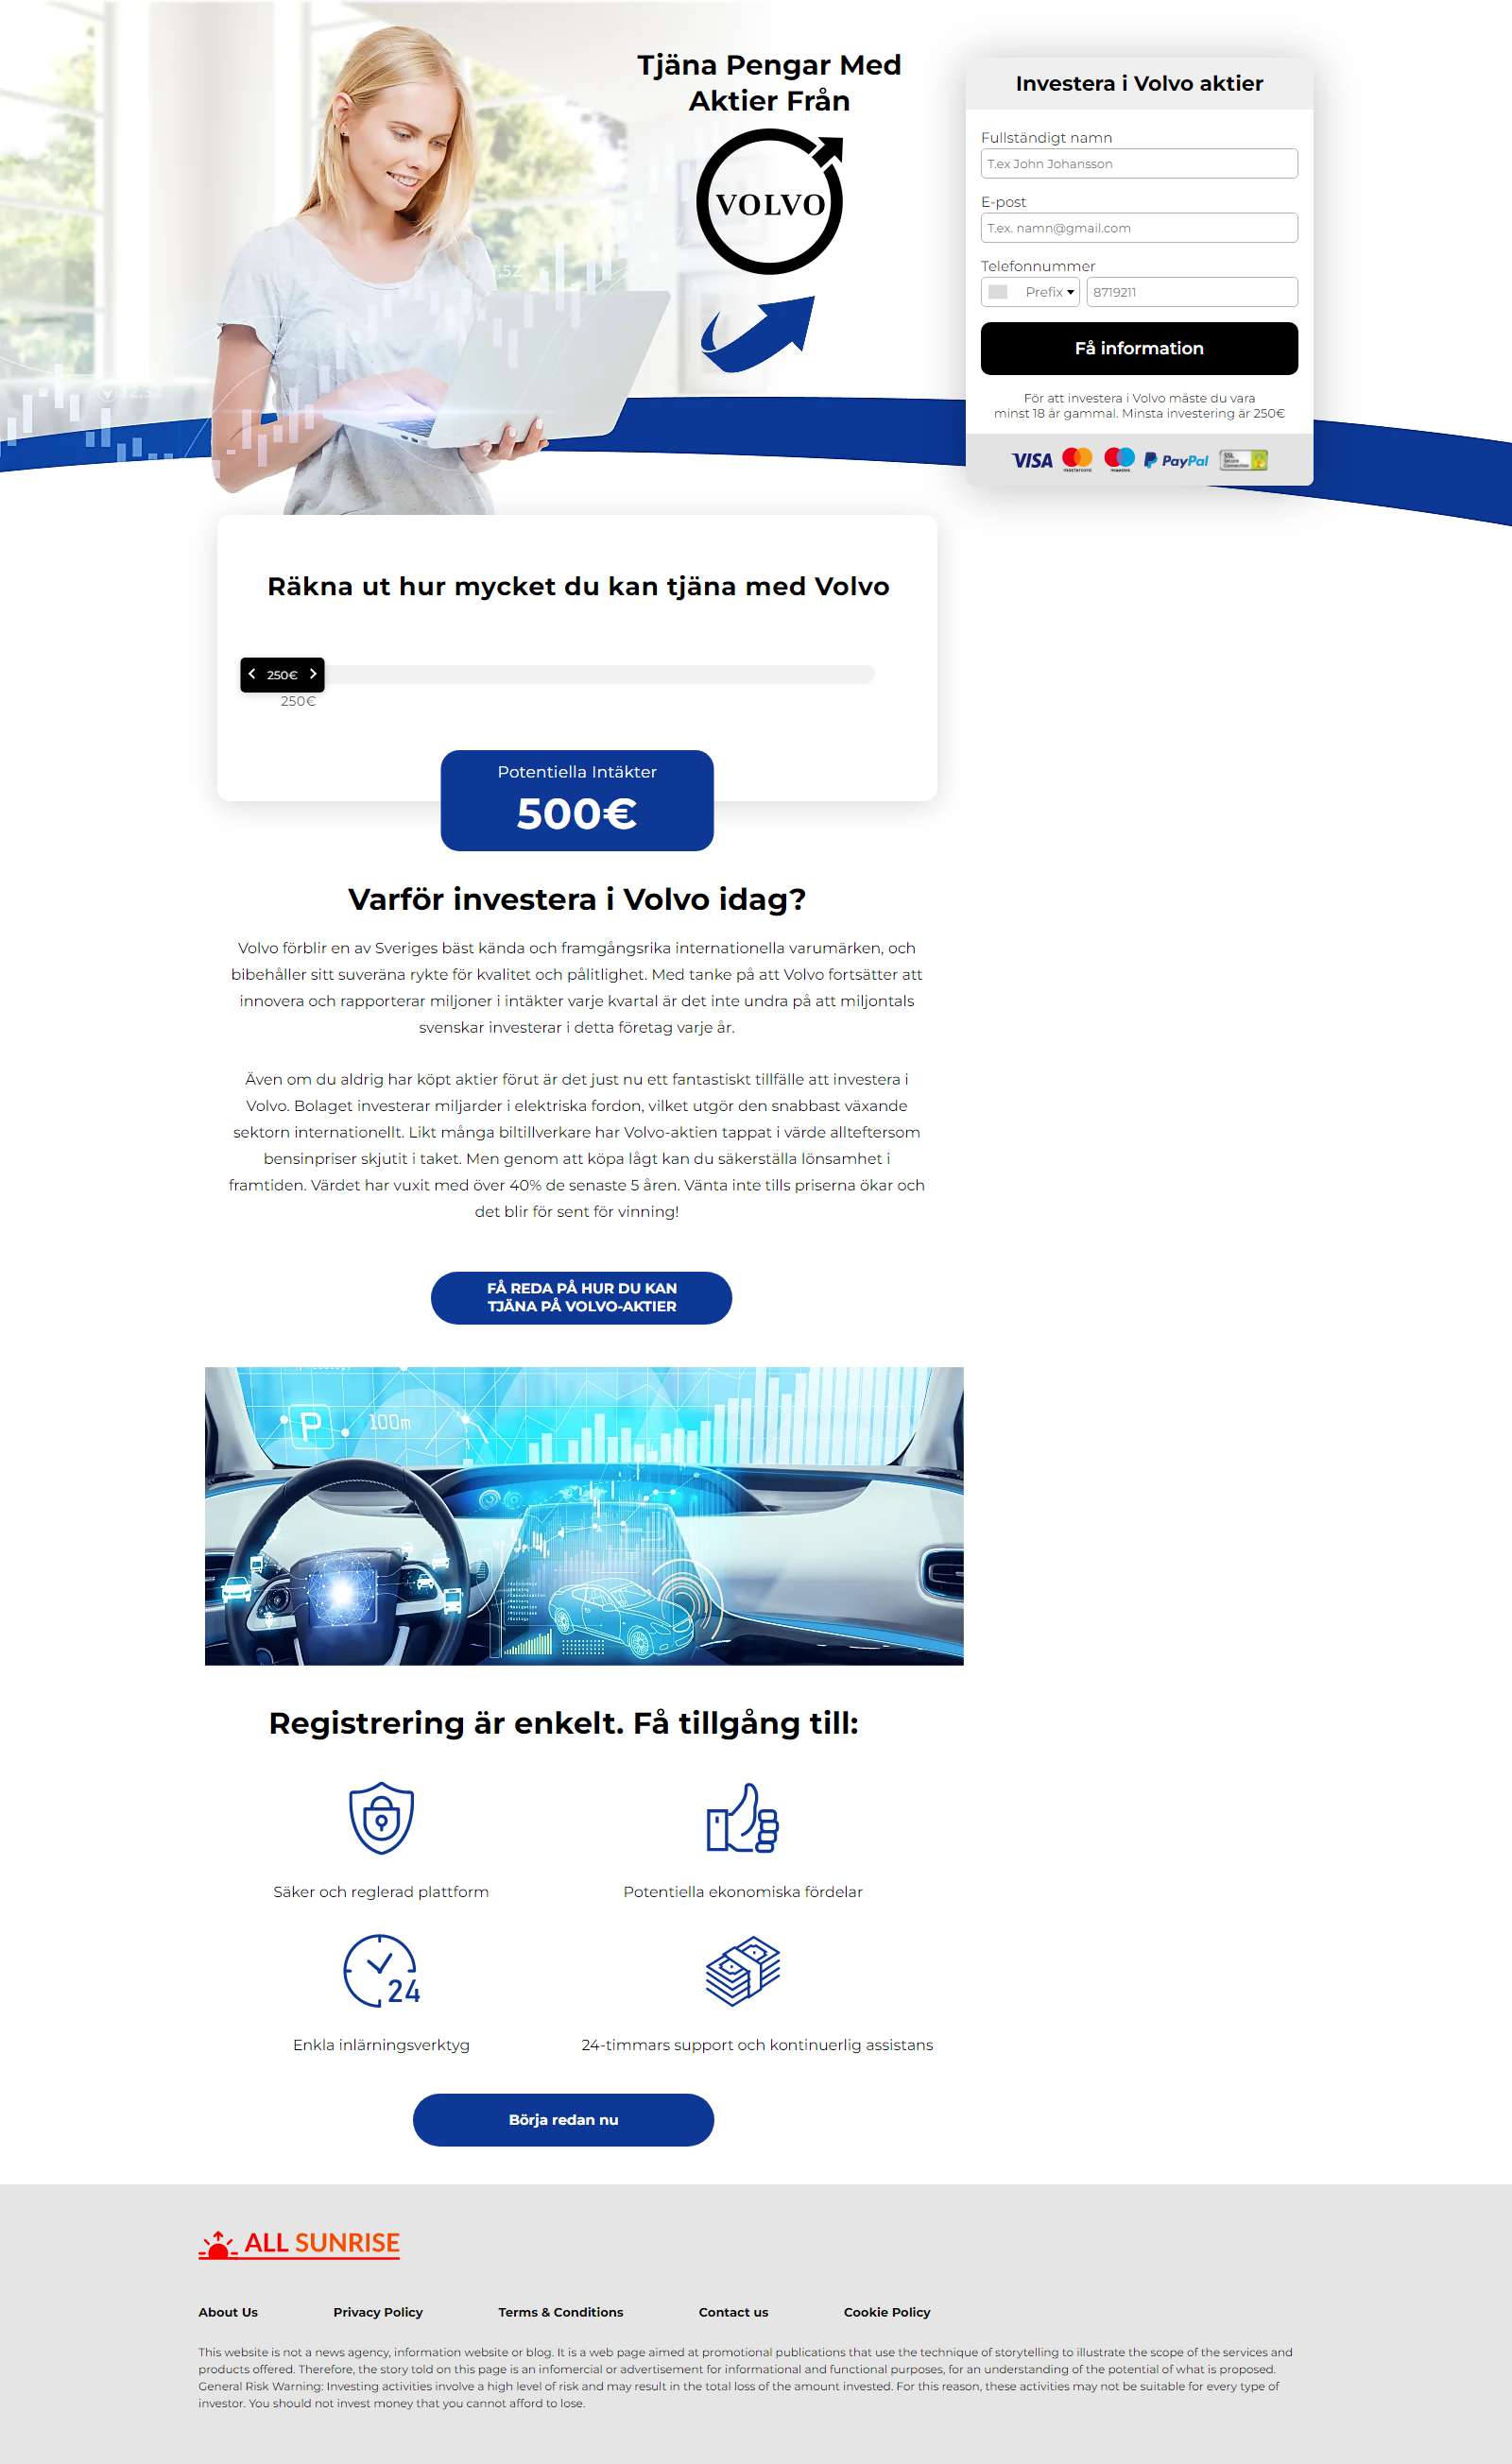 Tjäna Pengar Med
Aktier Från
VOLVO
Investera i Volvo aktier
Fullständigt namn
T.ex John Johansson
E-post
T.ex. namn@gmail.com
Telefonnummer
Prefix
8719211
Få information
För att investera i Volvo måste du vara
minst 18 år gammal. Minsta investering är 250€
VISA
mastercard
maestro
PayPal
SSL
Secure
Connection
Räkna ut hur mycket du kan tjäna med Volvo
250€
250€
Potentiella Intäkter
500€
Varför investera i Volvo idag?
Volvo förblir en av Sveriges bäst kända och framgångsrika internationella varumärken, och
bibehåller sitt suveräna rykte för kvalitet och pålitlighet. Med tanke på att Volvo fortsätter att
innovera och rapporterar miljoner i intäkter varje kvartal är det inte undra på att miljontals
svenskar investerar i detta företag varje år.
Även om du aldrig har köpt aktier förut är det just nu ett fantastiskt tillfälle att investera i
Volvo. Bolaget investerar miljarder i elektriska fordon, vilket utgör den snabbast växande
sektorn internationellt. Likt många biltillverkare har Volvo-aktien tappat i värde allteftersom
bensinpriser skjutit i taket. Men genom att köpa lågt kan du säkerställa lönsamhet i
framtiden. Värdet har vuxit med över 40% de senaste 5 åren. Vänta inte tills priserna ökar och
det blir för sent för vinning!
FÅ REDA PÅ HUR DU KAN
TJÄNA PÅ VOLVO-AKTIER
P
100m
Registrering är enkelt. Få tillgång till:
Säker och reglerad plattform
Potentiella ekonomiska fördelar
24
Enkla inlärningsverktyg
24-timmars support och kontinuerlig assistans
Börja redan nu
ALL SUNRISE
About Us
Privacy Policy
Terms & Conditions
Contact us
Cookie Policy
This website is not a news agency, information website or blog. It is a web page aimed at promotional publications that use the technique of storytelling to illustrate the scope of the services and
products offered. Therefore, the story told on this page is an infomercial or advertisement for informational and functional purposes, for an understanding of the potential of what is proposed.
General Risk Warning: Investing activities involve a high level of risk and may result in the total loss of the amount invested. For this reason, these activities may not be suitable for every type of
investor. You should not invest money that you cannot afford to lose.